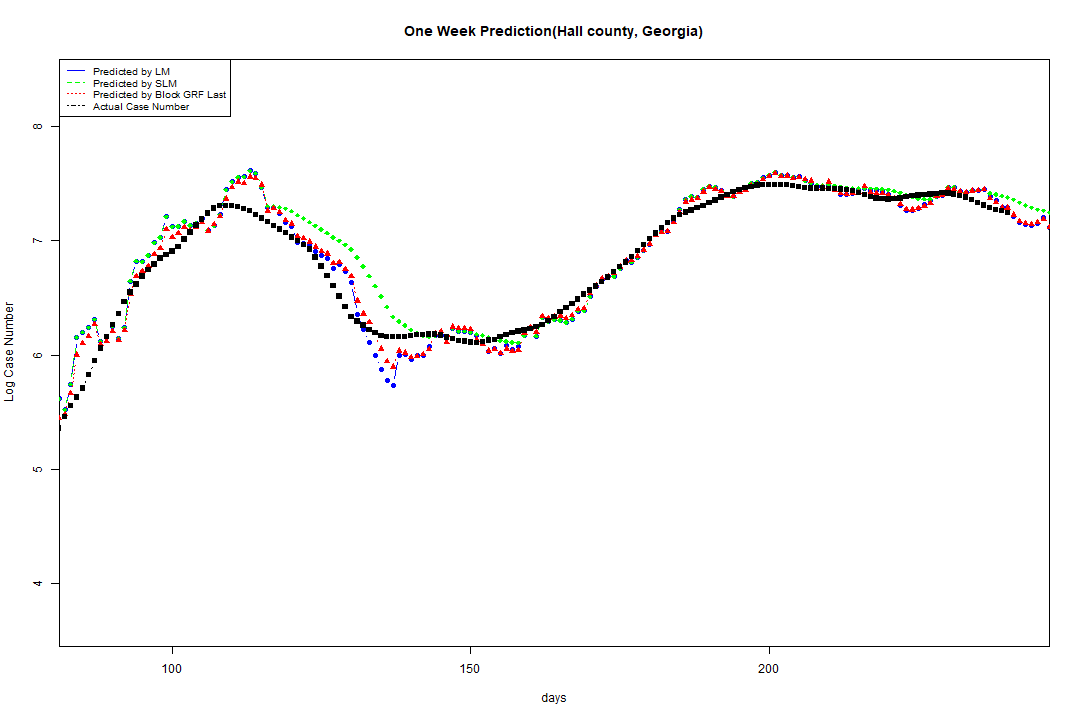 One Week Prediction(Hall county, Georgia)
Predicted by LM
Predicted by SLM
Predicted by Block GRF Last
Actual Case Number
8
7
6
5
4
Log Case Number
100
150
200
days